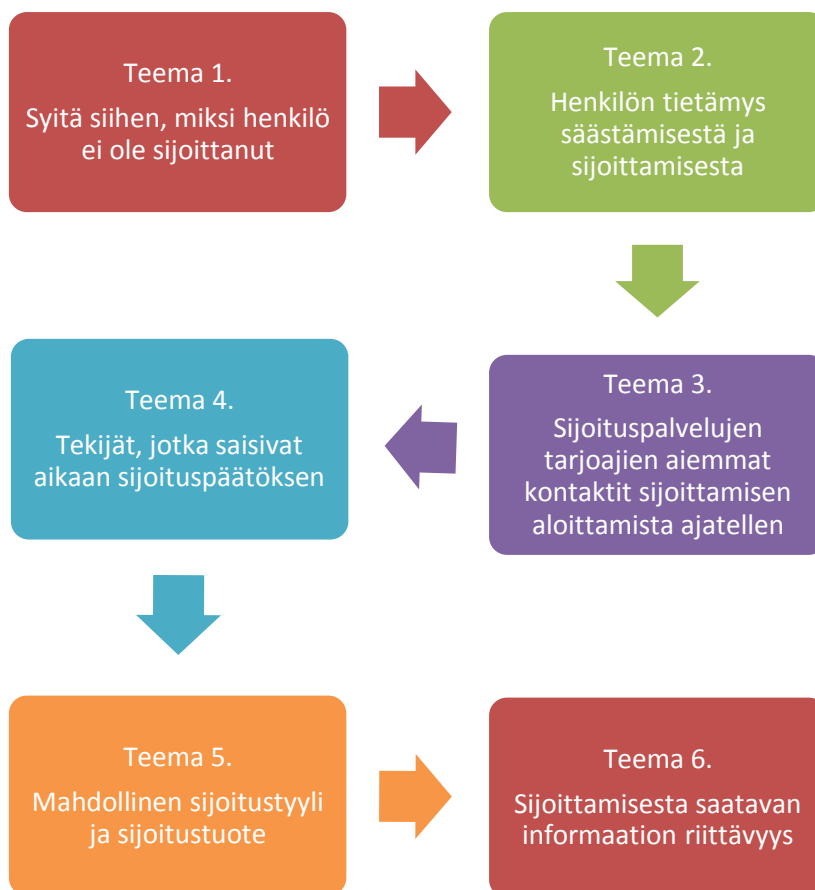 Teema 1.
Syitä siihen, miksi henkilö
ei ole sijoittanut
Teema 2.
Henkilön tietämys
säästämisestä ja
sijoittamisesta
Teema 3.
Sijoituspalvelujen
tarjoajien aiemmat
kontaktit sijoittamisen
aloittamista ajatellen
Teema 4.
Tekijät, jotka saisivat
aikaan sijoituspäätöksen
Teema 5.
Mahdollinen sijoitustyyli
ja sijoitustuote
Teema 6.
Sijoittamisesta saatavan
informaation riittävyys